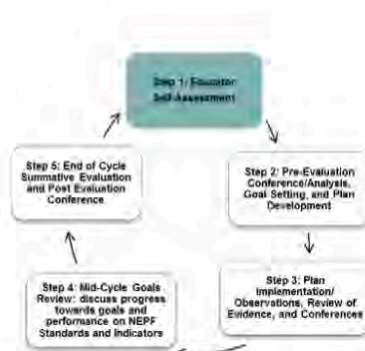 Step 1: Educator
Self-Assessment
Step 5: End of Cycle
Summative Evaluation
and Post Evaluation
Conference
Step 2: Pre-Evaluation
Conference/Analysis,
Goal Setting, and Plan
Development
Step 4: Mid-Cycle Goals
Review: discuss progress
towards goals and
performance on NEPF
Standards and Indicators
Step 3: Plan
Implementation/
Observations, Review of
Evidence, and Conferences